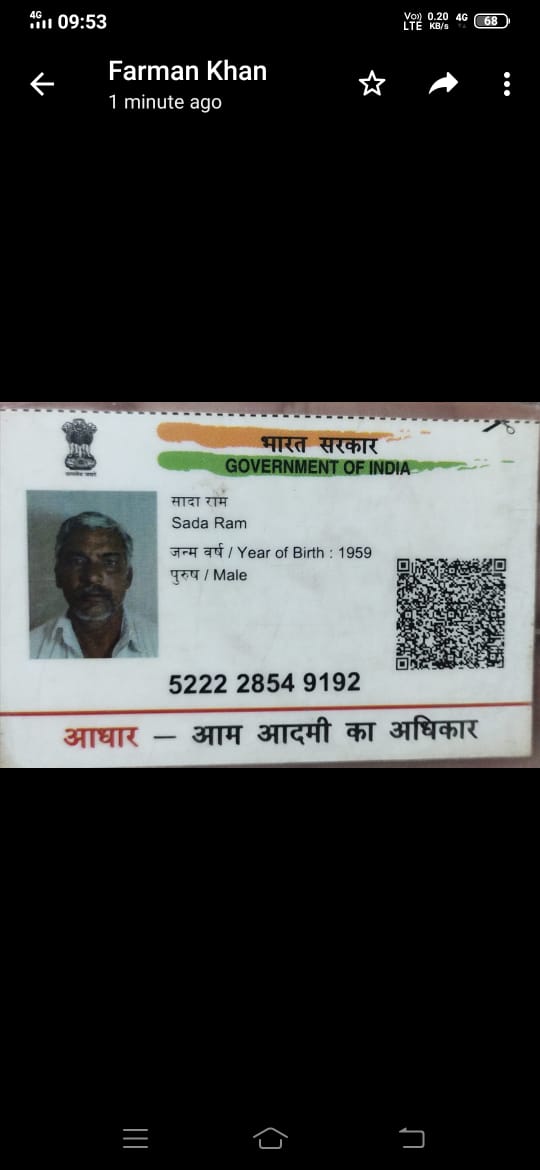 4G 09:53 Vo)) LTE 0.20 KB/s 4G 68
Farman Khan
1 minute ago
भारत सरकार
GOVERNMENT OF INDIA
सादा राम
Sada Ram
जन्म वर्ष / Year of Birth : 1959
पुरुष / Male
5222 2854 9192
आधार – आम आदमी का अधिकार